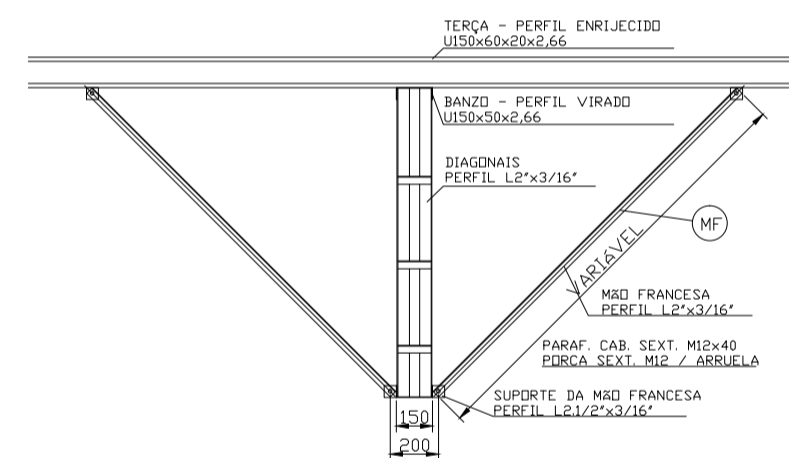 TERÇA - PERFIL ENRIJECIDO
U150x60x20x2,66
BANZO - PERFIL VIRADO
U150x50x2,66
DIAGONAIS
PERFIL L2"x3/16"
MF
VARIÁVEL
MÃO FRANCESA
PERFIL L2"x3/16"
PARAF. CAB. SEXT. M12x40
PORCA SEXT. M12 / ARRUELA
SUPORTE DA MÃO FRANCESA
PERFIL L2.1/2"x3/16"
150
200